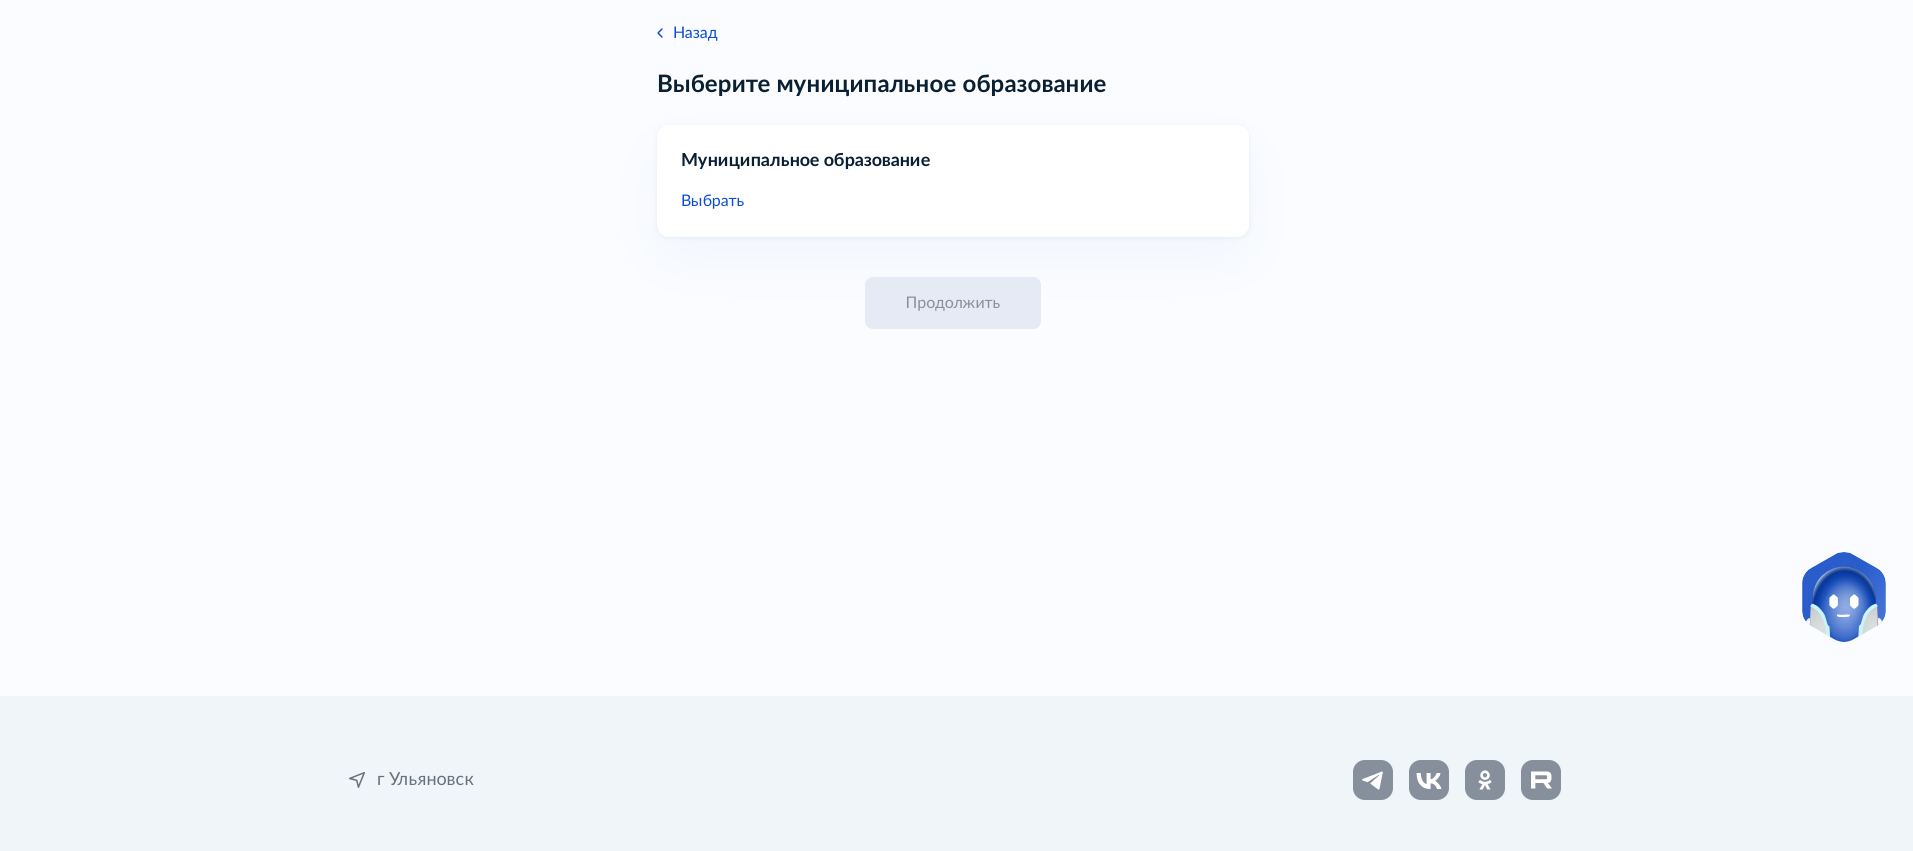 Назад
Выберите муниципальное образование
Муниципальное образование
Выбрать
Продолжить
г Ульяновск